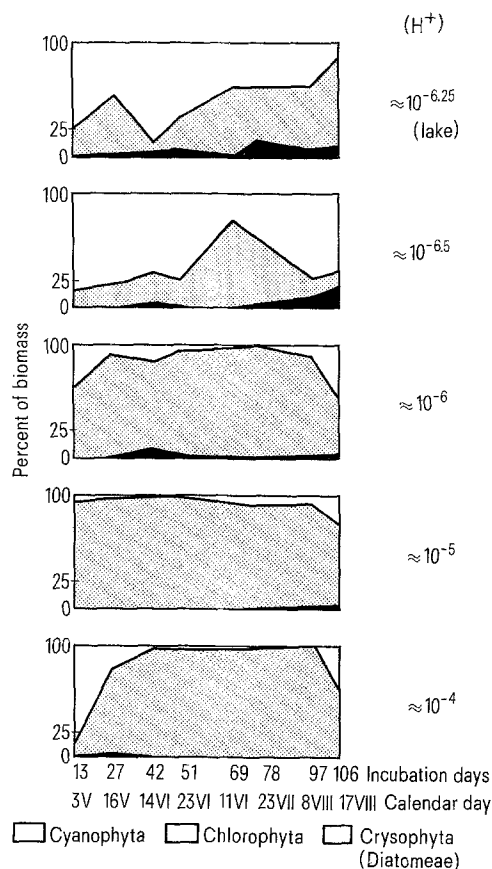 (H+)
100
25
0
≈10-6.25
(lake)
100
25
0
≈10-6.5
Percent of biomass
100
25
0
≈10-6
100
25
0
≈10-5
100
25
0
≈10-4
13 27 42 51 69 78 97 106 Incubation days
3V 16V 14VI 23VI 11VI 23VII 8VIII 17VIII Calendar day
Cyanophyta Chlorophyta Crysophyta
(Diatomeae)